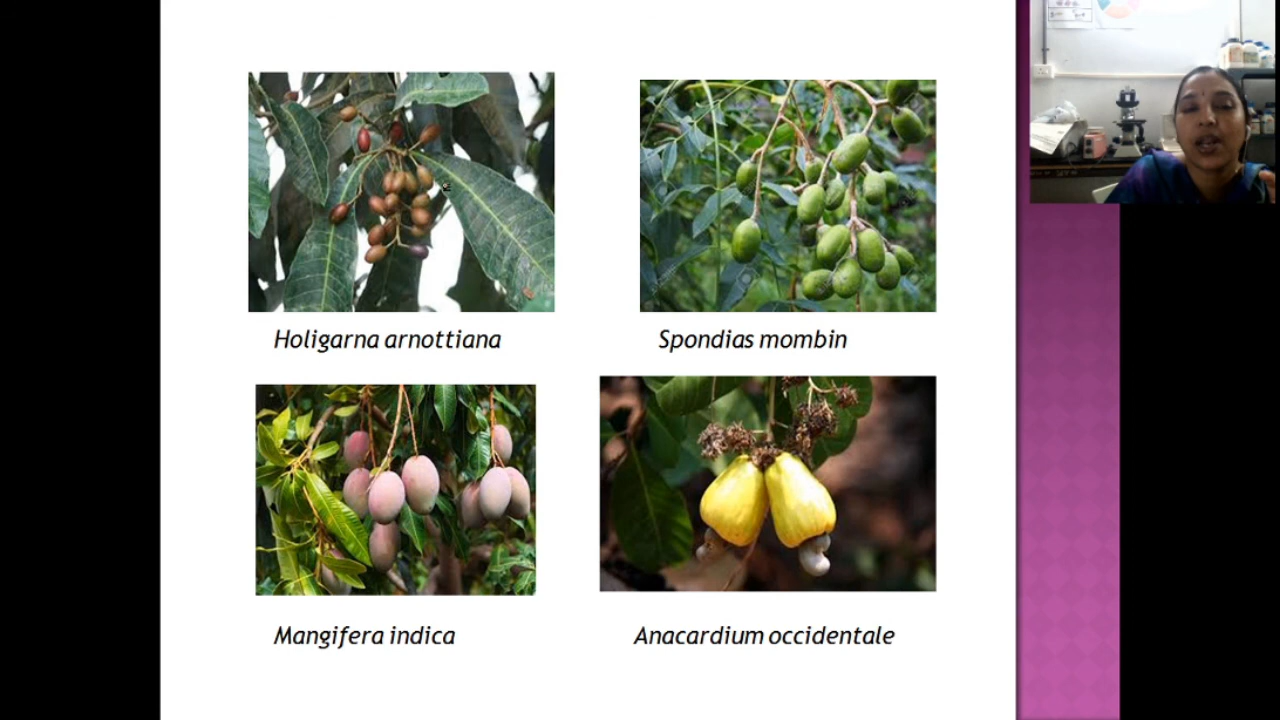 Holigarna arnottiana
Spondias mombin
Mangifera indica
Anacardium occidentale